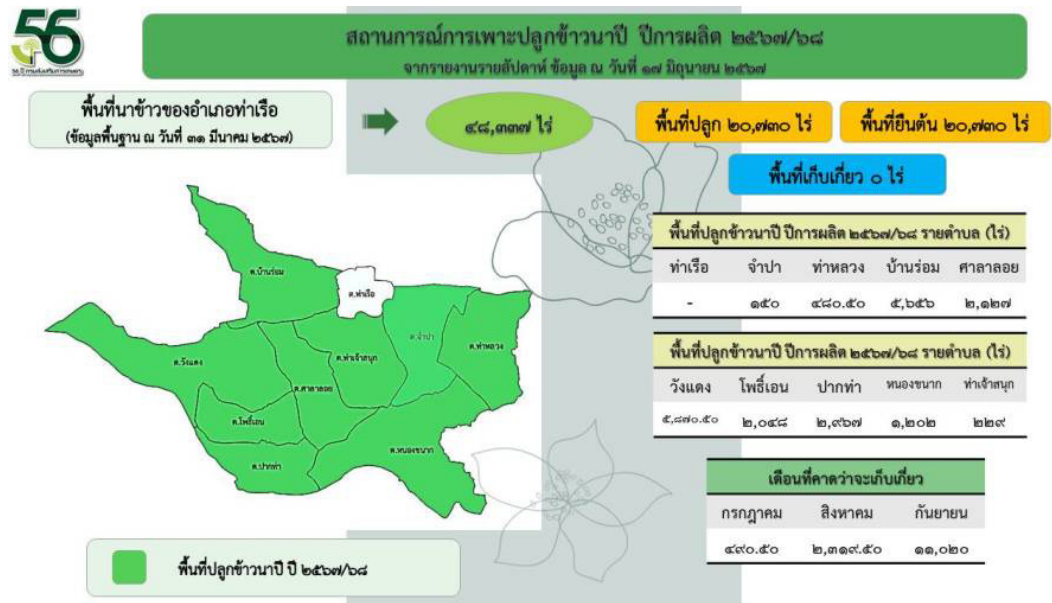 56
56 ปี กรมส่งเสริมการเกษตร
สถานการณ์การเพาะปลูกข้าวนาปี ปีการผลิต ๒๕๖๗/๖๘
จากรายงานรายสัปดาห์ ข้อมูล ณ วันที่ ๑๗ มิถุนายน ๒๕๖๗
พื้นที่นาข้าวของอำเภอท่าเรือ
(ข้อมูลพื้นฐาน ณ วันที่ ๓๑ มีนาคม ๒๕๖๗)
๔๘,๓๓๗ ไร่
พื้นที่ปลูก ๒๐,๗๓๐ ไร่
พื้นที่ยืนต้น ๒๐,๗๓๐ ไร่
พื้นที่เก็บเกี่ยว ๐ ไร่
ต.บ้านร่อม
ต.ท่าเรือ
ต.จำปา
ต.ท่าหลวง
ต.วังแดง
ต.ท่าเจ้าสนุก
ต.ศาลาลอย
ต.โพธิ์เอน
ต.หนองขนาก
ต.ปากท่า
พื้นที่ปลูกข้าวนาปี ปีการผลิต ๒๕๖๗/๖๘ รายตำบล (ไร่)
ท่าเรือ จำปา ท่าหลวง บ้านร่อม ศาลาลอย
- ๑๕๐ ๔๘๐.๕๐ ๕,๖๕๖ ๒,๑๒๗
พื้นที่ปลูกข้าวนาปี ปีการผลิต ๒๕๖๗/๖๘ รายตำบล (ไร่)
วังแดง โพธิ์เอน ปากท่า หนองขนาก ท่าเจ้าสนุก
๕,๘๗๐.๕๐ ๒,๐๔๘ ๒,๙๖๗ ๑,๒๐๒ ๒๒๙
เดือนที่คาดว่าจะเก็บเกี่ยว
กรกฎาคม สิงหาคม กันยายน
๔๙๐.๕๐ ๒,๓๑๙.๕๐ ๑๑,๐๒๐
พื้นที่ปลูกข้าวนาปี ปี ๒๕๖๗/๖๘